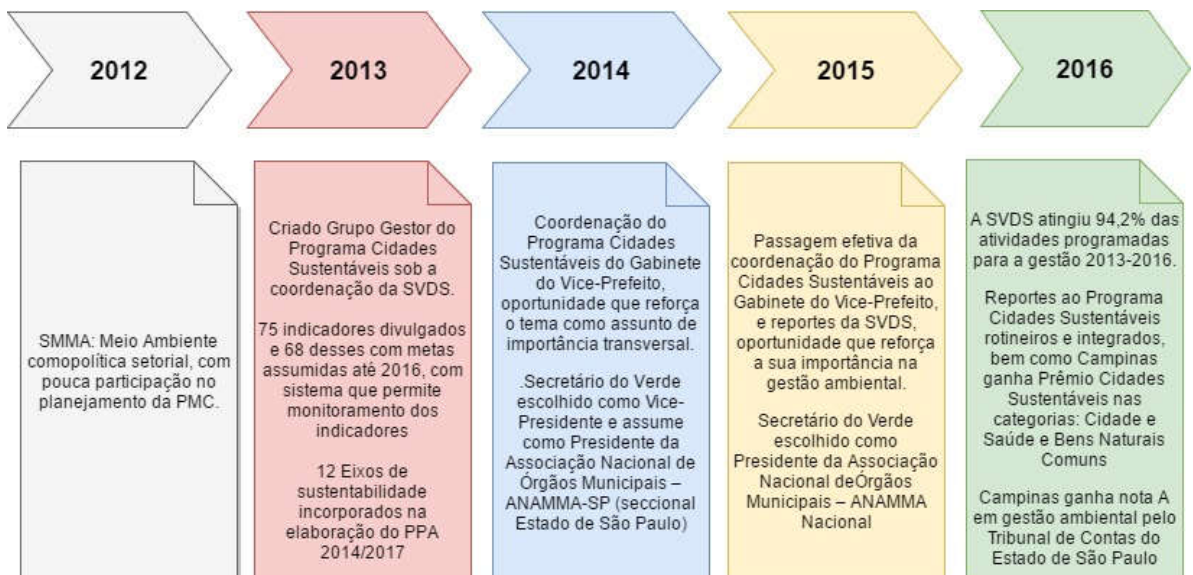 2012
2013
2014
2015
2016
SMMA: Meio Ambiente
comopolítica setorial, com
pouca participação no
planejamento da PMC.
Criado Grupo Gestor do
Programa Cidades
Sustentáveis sob a
coordenação da SVDS.
75 indicadores divulgados
e 68 desses com metas
assumidas até 2016, com
sistema que permite
monitoramento dos
indicadores
12 Eixos de
sustentabilidade
incorporados na
elaboração do PPA
2014/2017
Coordenação do
Programa Cidades
Sustentáveis do Gabinete
do Vice-Prefeito,
oportunidade que reforça
o tema como assunto de
importância transversal.
.Secretário do Verde
escolhido como Vice-
Presidente e assume
como Presidente da
Associação Nacional de
Órgãos Municipais –
ANAMMA-SP (seccional
Estado de São Paulo)
Passagem efetiva da
coordenação do Programa
Cidades Sustentáveis ao
Gabinete do Vice-Prefeito,
e reportes da SVDS,
oportunidade que reforça
a sua importância na
gestão ambiental.
Secretário do Verde
escolhido como
Presidente da Associação
Nacional deÓrgãos
Municipais – ANAMMA
Nacional
A SVDS atingiu 94,2% das
atividades programadas
para a gestão 2013-2016.
Reportes ao Programa
Cidades Sustentáveis
rotineiros e integrados,
bem como Campinas
ganha Prêmio Cidades
Sustentáveis nas
categorias: Cidade e
Saúde e Bens Naturais
Comuns
Campinas ganha nota A
em gestão ambiental pelo
Tribunal de Contas do
Estado de São Paulo